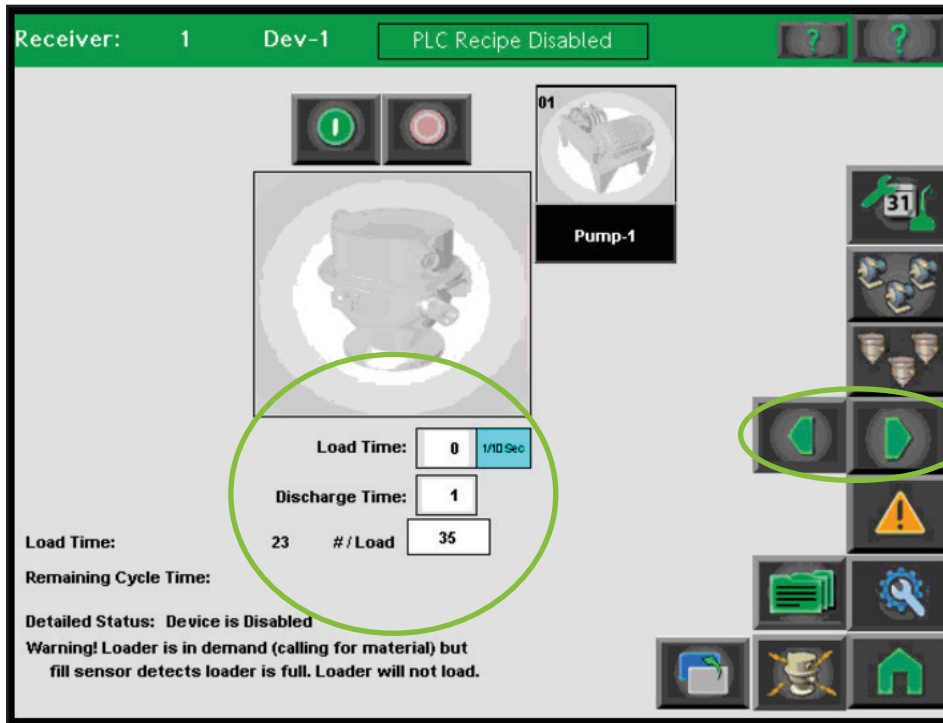 Receiver: 1 Dev-1 PLC Recipe Disabled ? ?
01
31
Pump-1
Load Time: 0 1/10 Sec
Discharge Time: 1
Load Time: 23 #/Load 35
Remaining Cycle Time:
Detailed Status: Device is Disabled
Warning! Loader is in demand (calling for material) but
fill sensor detects loader is full. Loader will not load.